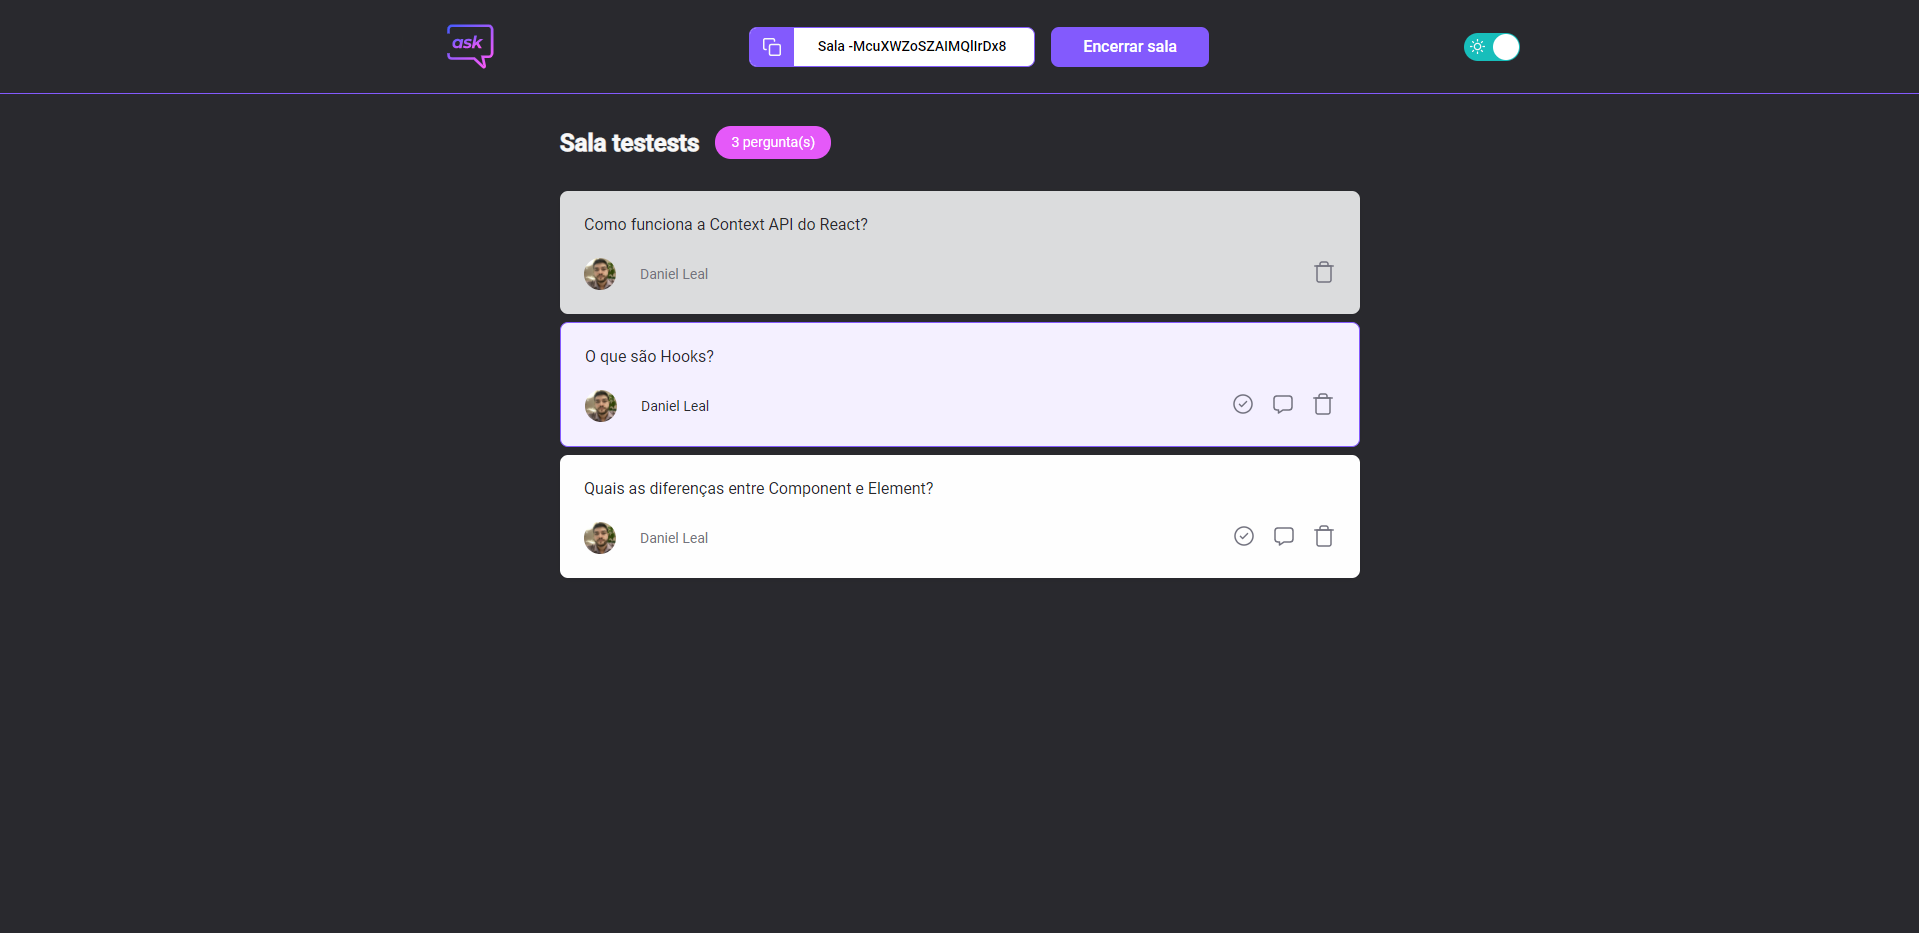 ask
Sala -McuXWZoSZAIMQlIrDx8
Encerrar sala
Sala testests
3 pergunta(s)
Como funciona a Context API do React?
Daniel Leal
O que são Hooks?
Daniel Leal
Quais as diferenças entre Component e Element?
Daniel Leal